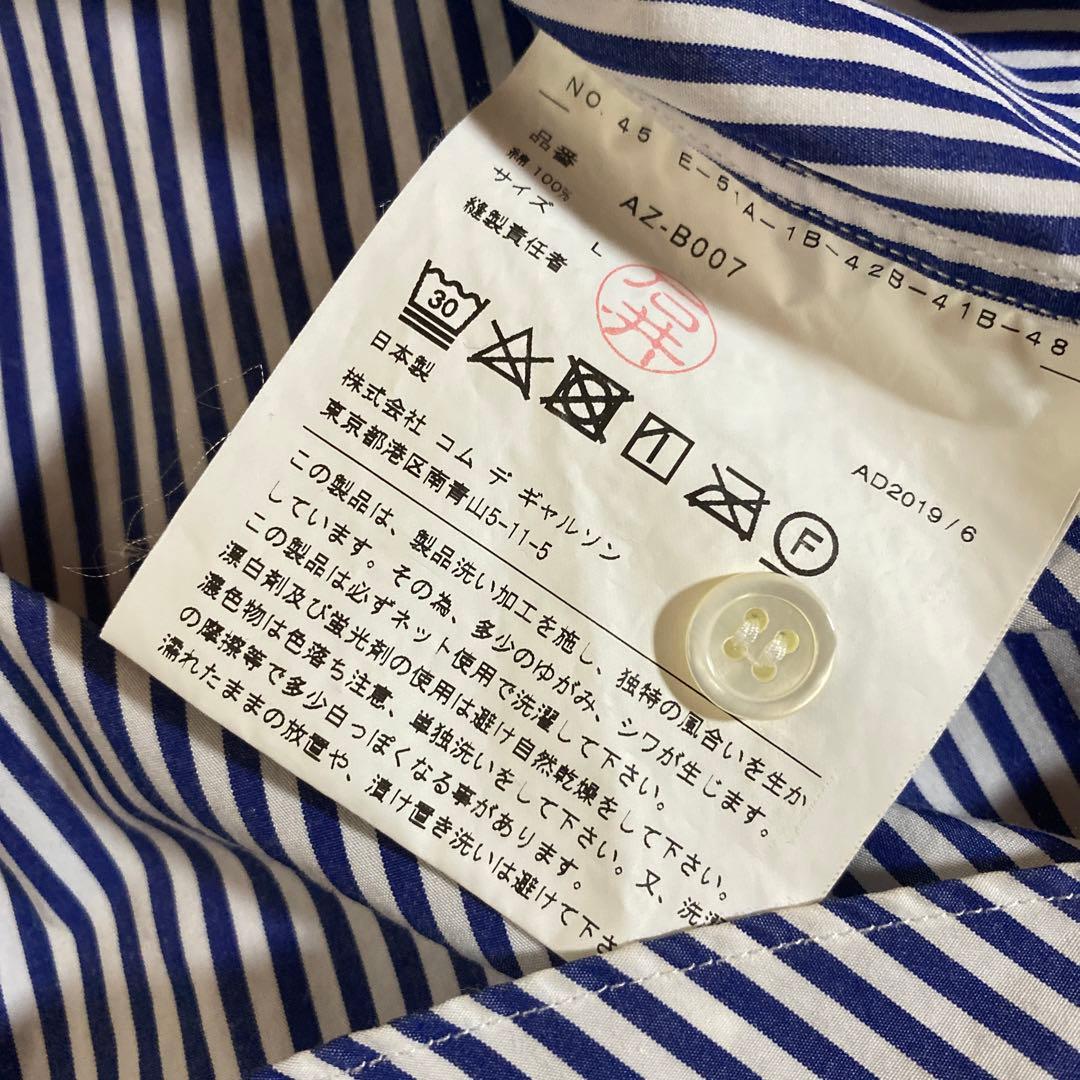 NO. 45 E-51A-1B-42B-41B-48
品番 AZ-B007
綿 100%
サイズ L
縫製責任者
30
F
日本製
AD2019/6
株式会社 コム デ ギャルソン
東京都港区南青山5-11-5
この製品は、製品洗い加工を施し、独特の風合いを生か
しています。その為、多少のゆがみ、シワが生じます。
この製品は必ずネット使用で洗濯して下さい。
漂白剤及び蛍光剤の使用は避け自然乾燥をして下さい。
濃色物は色落ち注意、単独洗いをして下さい。又、洗濯
の摩擦等で多少白っぽくなる事があります。
濡れたままの放置や、漬け置き洗いは避けて下さ